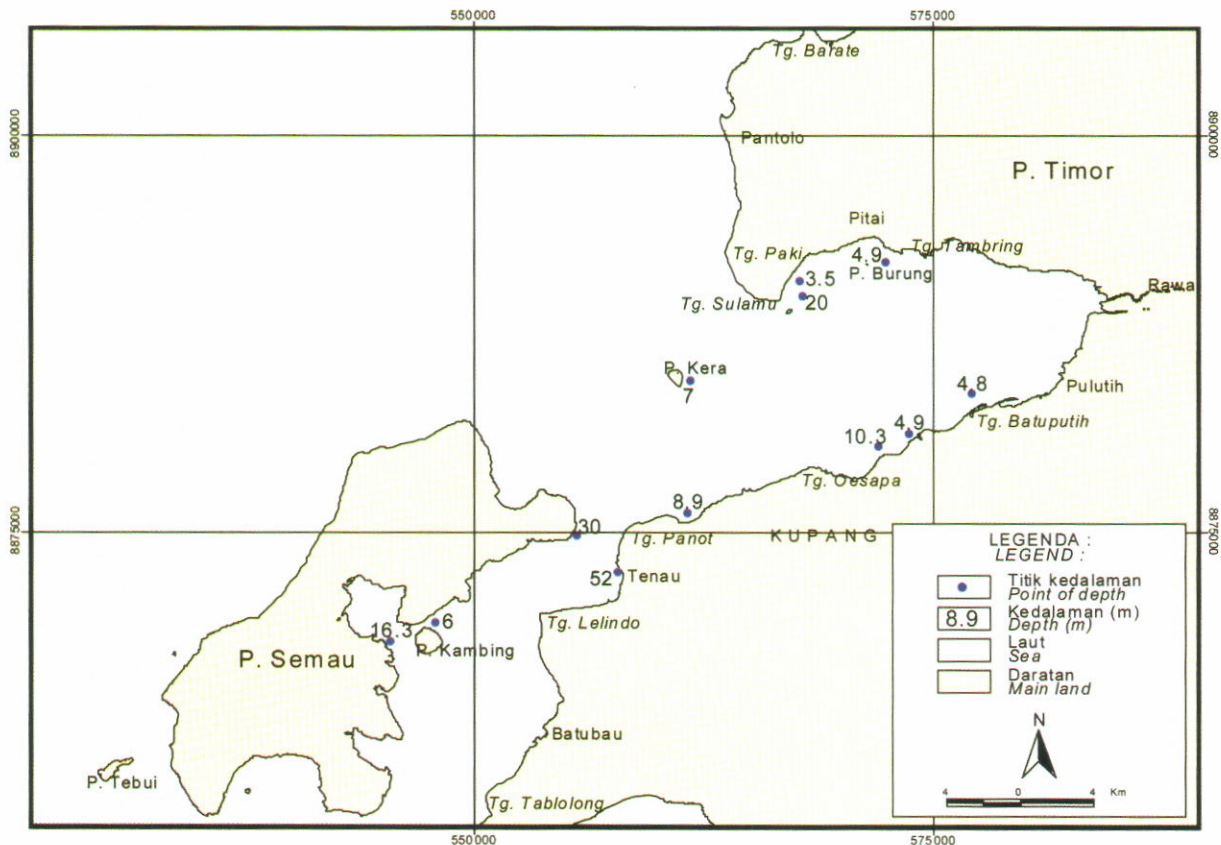 550000
575000
Tg. Barate
8900000
8900000
Pantolo
P. Timor
Pitai
Tg. Paki
4.9
Tg. Tambring
P. Burung
3.5
Rawa
Tg. Sulamu
20
P. Kera
7
4.8
Pulutih
Tg. Batuputih
10.3
4.9
Tg. Oesapa
8.9
30
8875000
8875000
Tg. Panot
KUPANG
52
Tenau
Tg. Lelindo
16.3
6
P. Kambing
P. Semau
Batubau
P. Tebui
Tg. Tablolong
LEGENDA :
LEGEND :
Titik kedalaman
Point of depth
8.9
Kedalaman (m)
Depth (m)
Laut
Sea
Daratan
Main land
N
4 0 4 Km
550000
575000